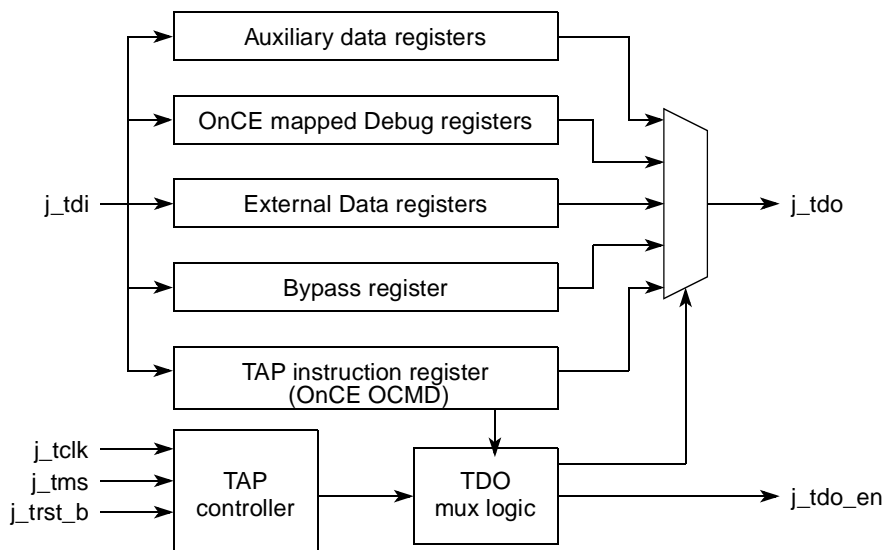 Auxiliary data registers
OnCE mapped Debug registers
j_tdi
External Data registers
j_tdo
Bypass register
TAP instruction register
(OnCE OCMD)
j_tclk
j_tms
j_trst_b
TAP
controller
TDO
mux logic
j_tdo_en